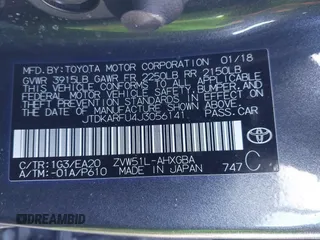 MFD. BY: TOYOTA MOTOR CORPORATION 01/18
GVWR 3915LB GAWR FR 2250LB RR 2150LB
THIS VEHICLE CONFORMS TO ALL APPLICABLE
FEDERAL MOTOR VEHICLE SAFETY, BUMPER, AND
THEFT PREVENTION STANDARDS IN EFFECT ON
THE DATE OF MANUFACTURE SHOWN ABOVE.
JTDKARFU4J3056141 PASS.CAR
C/TR:1G3/EA20 ZVW51L-AHXGBA
A/TM:-01A/P610 MADE IN JAPAN 747 C
TOYOTA
DREAMBID